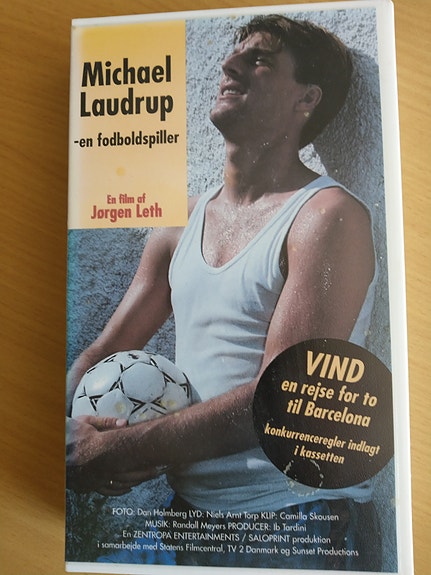 Michael
Laudrup
-en fodboldspiller
En film af
Jørgen Leth
VIND
en rejse for to
til Barcelona
konkurrenceregler indlagt
i kassetten
FOTO: Dan Holmberg LYD: Niels Arnt Torp KLIP: Camilla Skousen
MUSIK: Randall Meyers PRODUCER: Ib Tardini
En ZENTROPA ENTERTAINMENTS / SALOPRINT produktion
i samarbejde med Statens Filmcentral, TV 2 Danmark og Sunset Productions